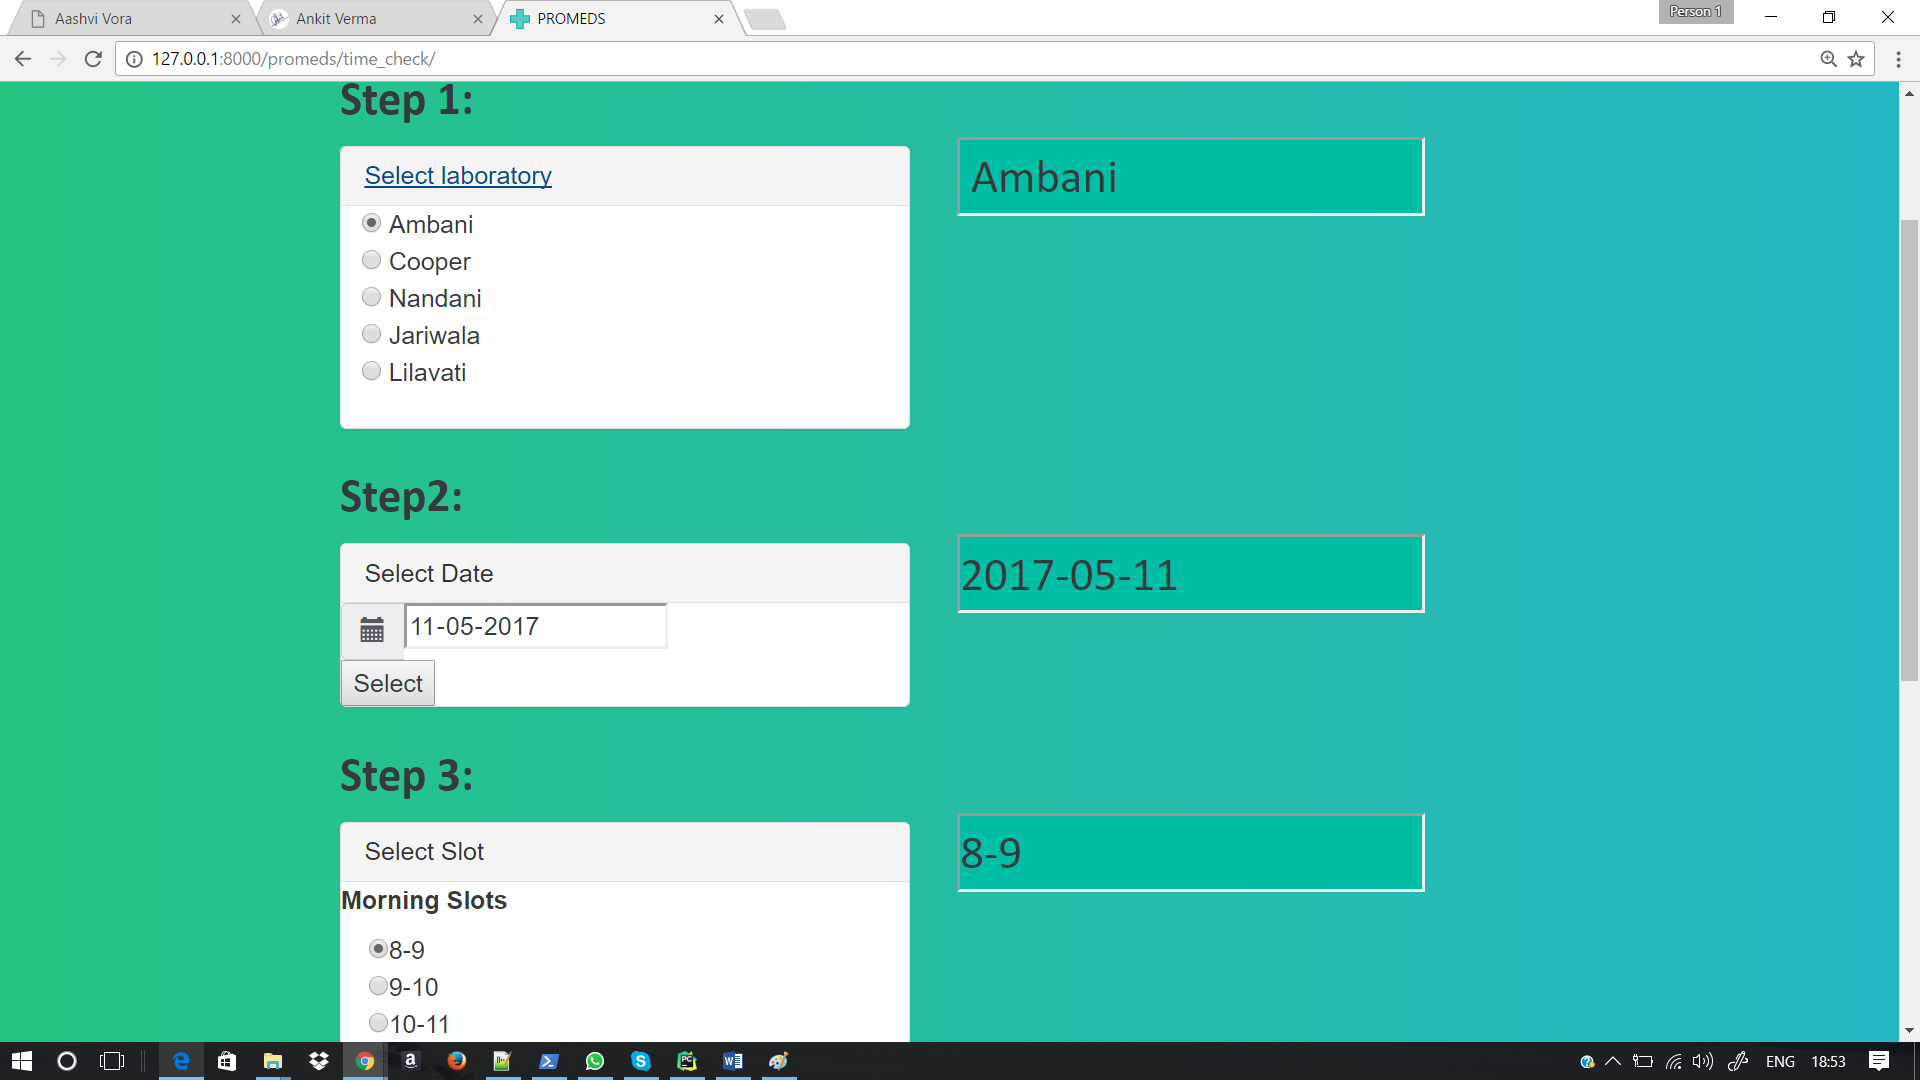 Aashvi Vora
Ankit Verma
PROMEDS
Person 1
127.0.0.1:8000/promeds/time_check/
Step 1:
Select laboratory
Ambani
Ambani
Cooper
Nandani
Jariwala
Lilavati
Step2:
Select Date
2017-05-11
11-05-2017
Select
Step 3:
Select Slot
8-9
Morning Slots
8-9
9-10
10-11
ENG
18:53